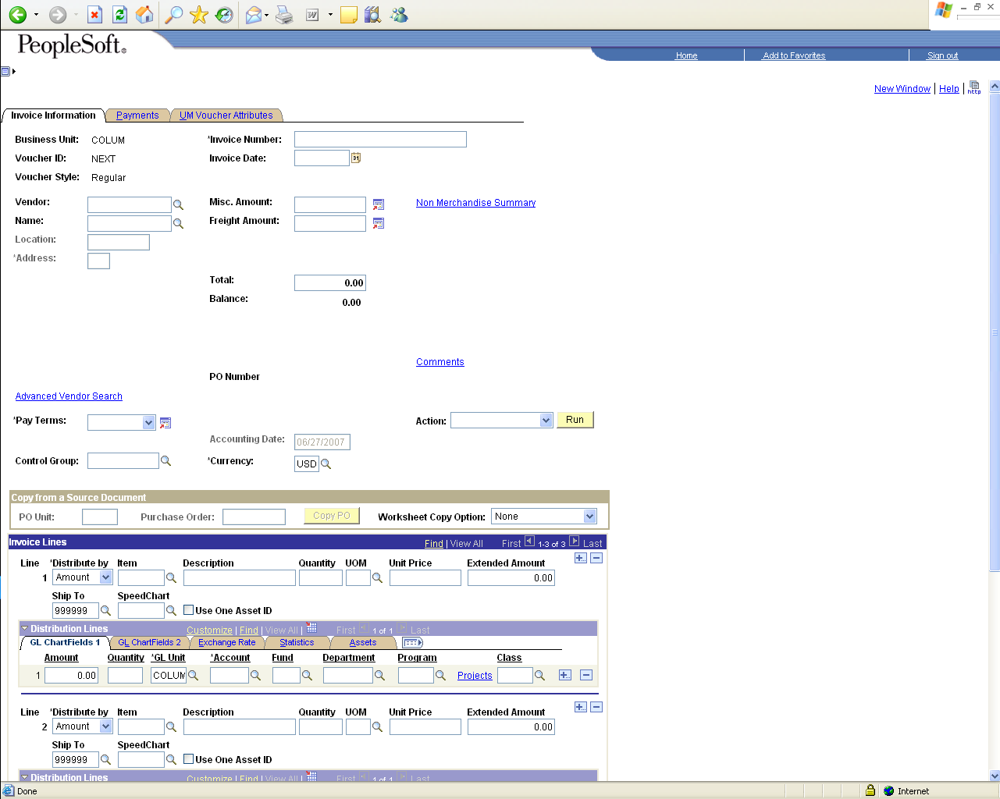 PeopleSoft®
Home | Add to Favorites | Sign out
New Window | Help | http
Invoice Information Payments UM Voucher Attributes
Business Unit: COLUM *Invoice Number:
Voucher ID: NEXT Invoice Date: 31
Voucher Style: Regular
Vendor: Misc. Amount: Non Merchandise Summary
Name: Freight Amount:
Location:
*Address:
Total: 0.00
Balance: 0.00
Comments
PO Number
Advanced Vendor Search
*Pay Terms: Action: Run
Accounting Date: 06/27/2007
Control Group: *Currency: USD
Copy from a Source Document
PO Unit: Purchase Order: Copy PO Worksheet Copy Option: None
Invoice Lines Find | View All First 1-3 of 3 Last
Line *Distribute by Item Description Quantity UOM Unit Price Extended Amount
1 Amount 0.00
Ship To SpeedChart
999999 Use One Asset ID
Distribution Lines Customize | Find | View All | First 1 of 1 Last
GL ChartFields 1 GL ChartFields 2 Exchange Rate Statistics Assets
Amount Quantity *GL Unit *Account Fund Department Program Class
1 0.00 COLUM Projects
Line *Distribute by Item Description Quantity UOM Unit Price Extended Amount
2 Amount 0.00
Ship To SpeedChart
999999 Use One Asset ID
Distribution Lines Customize | Find | View All | First 1 of 1 Last
Done Internet